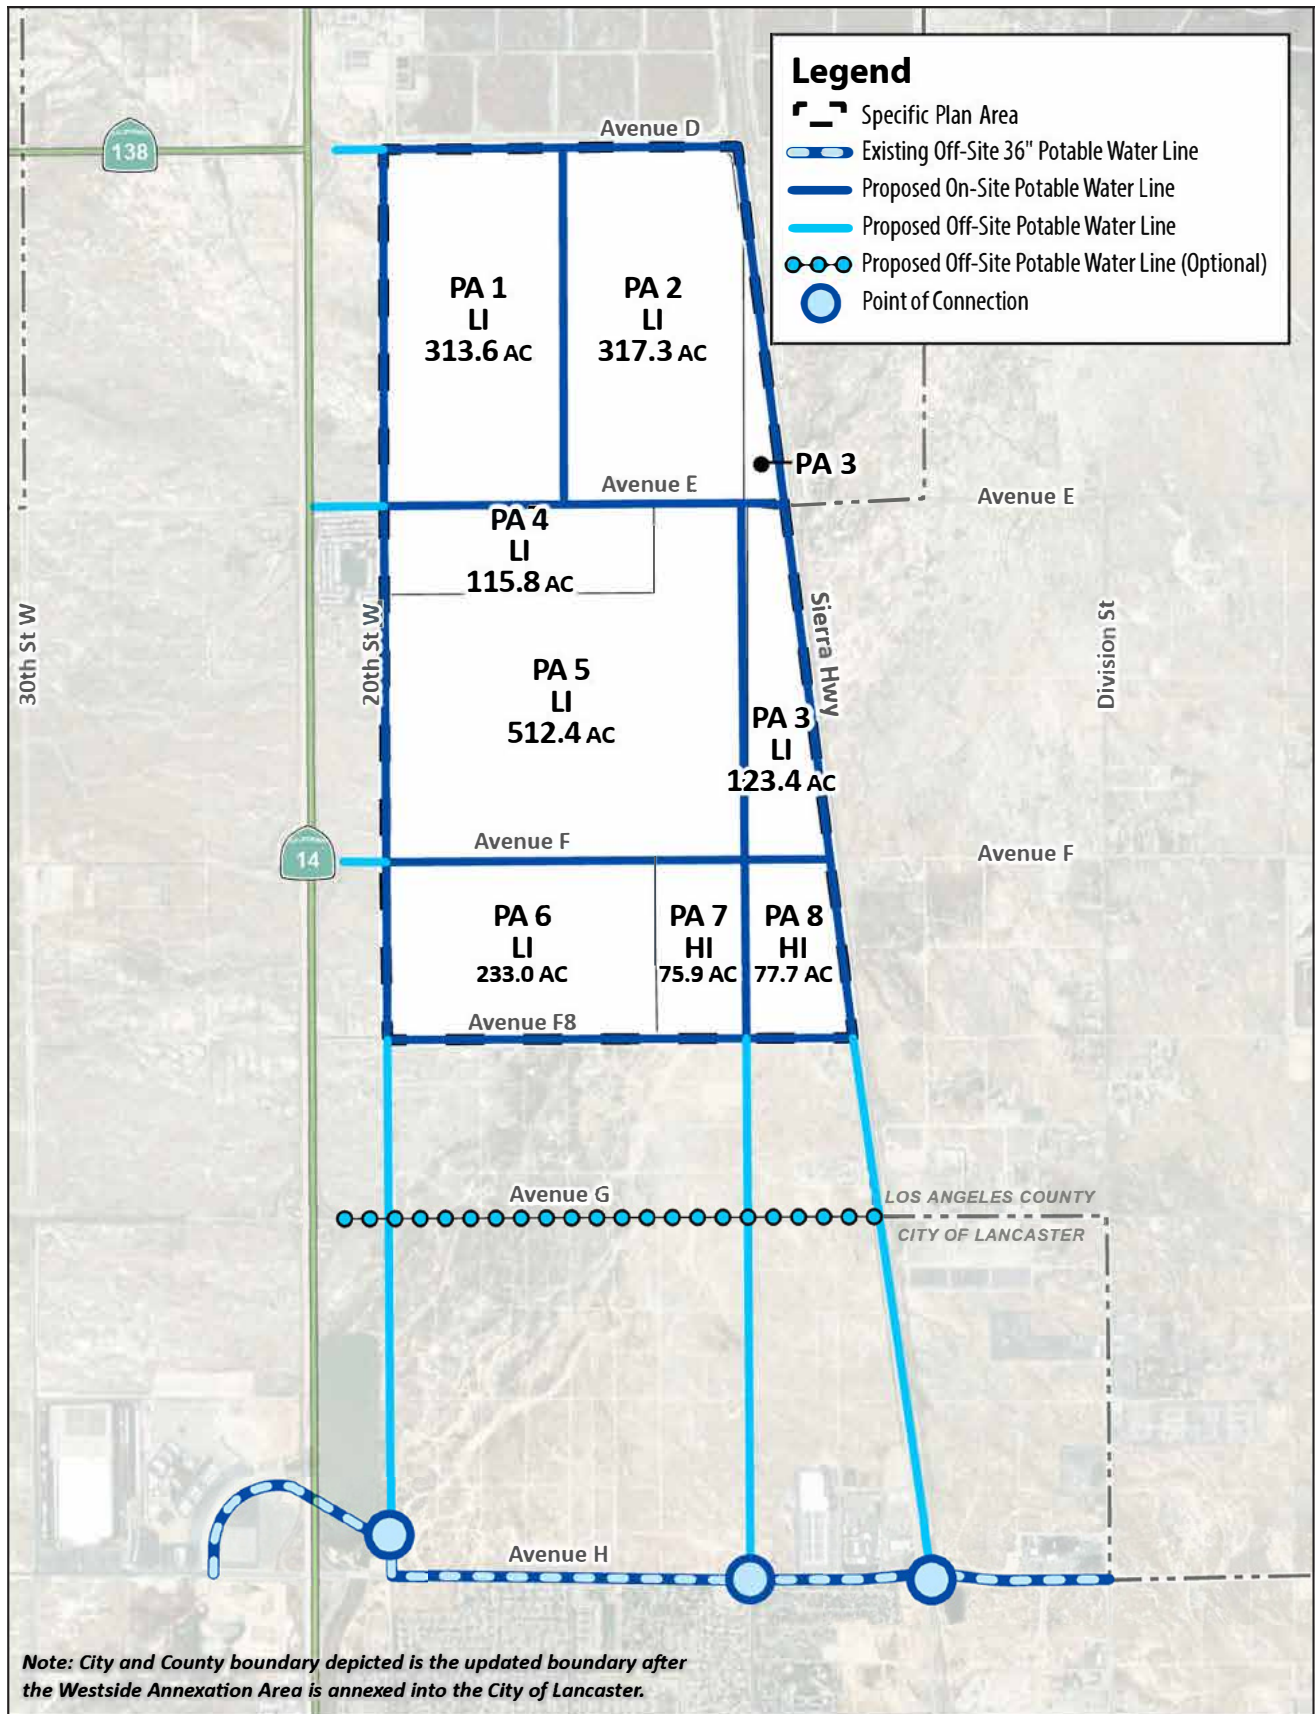 Legend
Specific Plan Area
Existing Off-Site 36" Potable Water Line
Proposed On-Site Potable Water Line
Proposed Off-Site Potable Water Line
Proposed Off-Site Potable Water Line (Optional)
Point of Connection
Avenue D
138
PA 1
LI
313.6 AC
PA 2
LI
317.3 AC
PA 3
Avenue E
Avenue E
PA 4
LI
115.8 AC
30th St W
20th St W
Sierra Hwy
Division St
PA 5
LI
512.4 AC
PA 3
LI
123.4 AC
Avenue F
Avenue F
14
PA 6
LI
233.0 AC
PA 7
HI
75.9 AC
PA 8
HI
77.7 AC
Avenue F8
Avenue G
LOS ANGELES COUNTY
CITY OF LANCASTER
Avenue H
Note: City and County boundary depicted is the updated boundary after
the Westside Annexation Area is annexed into the City of Lancaster.